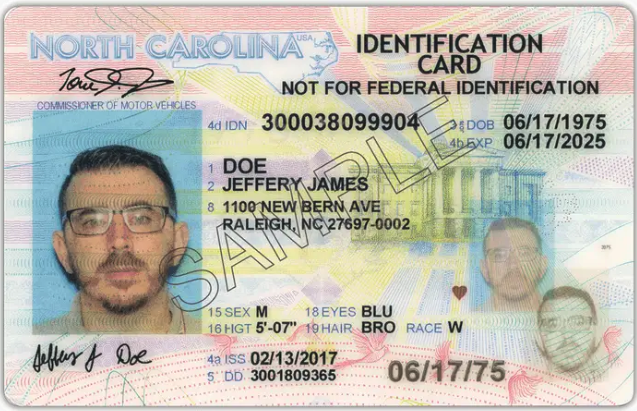 NORTH CAROLINA USA
IDENTIFICATION
CARD
NOT FOR FEDERAL IDENTIFICATION
COMMISSIONER OF MOTOR VEHICLES
4d IDN 300038099904 3 DOB 06/17/1975
4b EXP 06/17/2025
1 DOE
2 JEFFERY JAMES
8 1100 NEW BERN AVE
RALEIGH, NC 27697-0002
SAMPLE
15 SEX M 18 EYES BLU
16 HGT 5'-07" 19 HAIR BRO RACE W
Jeffery J Doe
4a ISS 02/13/2017
5 DD 3001809365
06/17/75